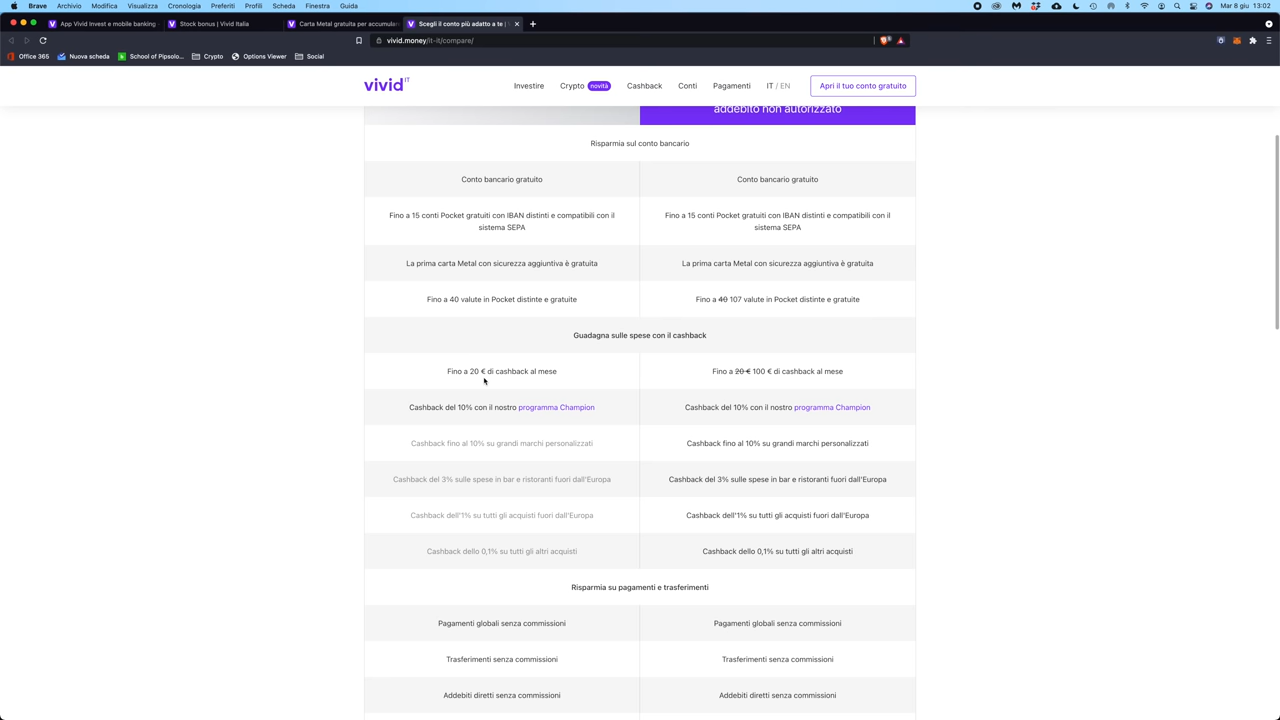 Brave Archivio Modifica Visualizza Cronologia Preferiti Profili Scheda Finestra Guida Mar 8 giu 13:02
App Vivid Invest e mobile banking
Stock bonus | Vivid Italia
Carta Metal gratuita per accumula
Scegli il conto più adatto a te |
vivid.money/it-it/compare/
Office 365 Nuova scheda School of Pipsolo... Crypto Options Viewer Social
vivid IT
Investire Crypto novità Cashback Conti Pagamenti IT / EN Apri il tuo conto gratuito
addebito non autorizzato
Risparmia sul conto bancario
Conto bancario gratuito Conto bancario gratuito
Fino a 15 conti Pocket gratuiti con IBAN distinti e compatibili con il
sistema SEPA
Fino a 15 conti Pocket gratuiti con IBAN distinti e compatibili con il
sistema SEPA
La prima carta Metal con sicurezza aggiuntiva è gratuita La prima carta Metal con sicurezza aggiuntiva è gratuita
Fino a 40 valute in Pocket distinte e gratuite Fino a 40 107 valute in Pocket distinte e gratuite
Guadagna sulle spese con il cashback
Fino a 20 € di cashback al mese Fino a 20 € 100 € di cashback al mese
Cashback del 10% con il nostro programma Champion Cashback del 10% con il nostro programma Champion
Cashback fino al 10% su grandi marchi personalizzati Cashback fino al 10% su grandi marchi personalizzati
Cashback del 3% sulle spese in bar e ristoranti fuori dall'Europa Cashback del 3% sulle spese in bar e ristoranti fuori dall'Europa
Cashback dell'1% su tutti gli acquisti fuori dall'Europa Cashback dell'1% su tutti gli acquisti fuori dall'Europa
Cashback dello 0,1% su tutti gli altri acquisti Cashback dello 0,1% su tutti gli altri acquisti
Risparmia su pagamenti e trasferimenti
Pagamenti globali senza commissioni Pagamenti globali senza commissioni
Trasferimenti senza commissioni Trasferimenti senza commissioni
Addebiti diretti senza commissioni Addebiti diretti senza commissioni